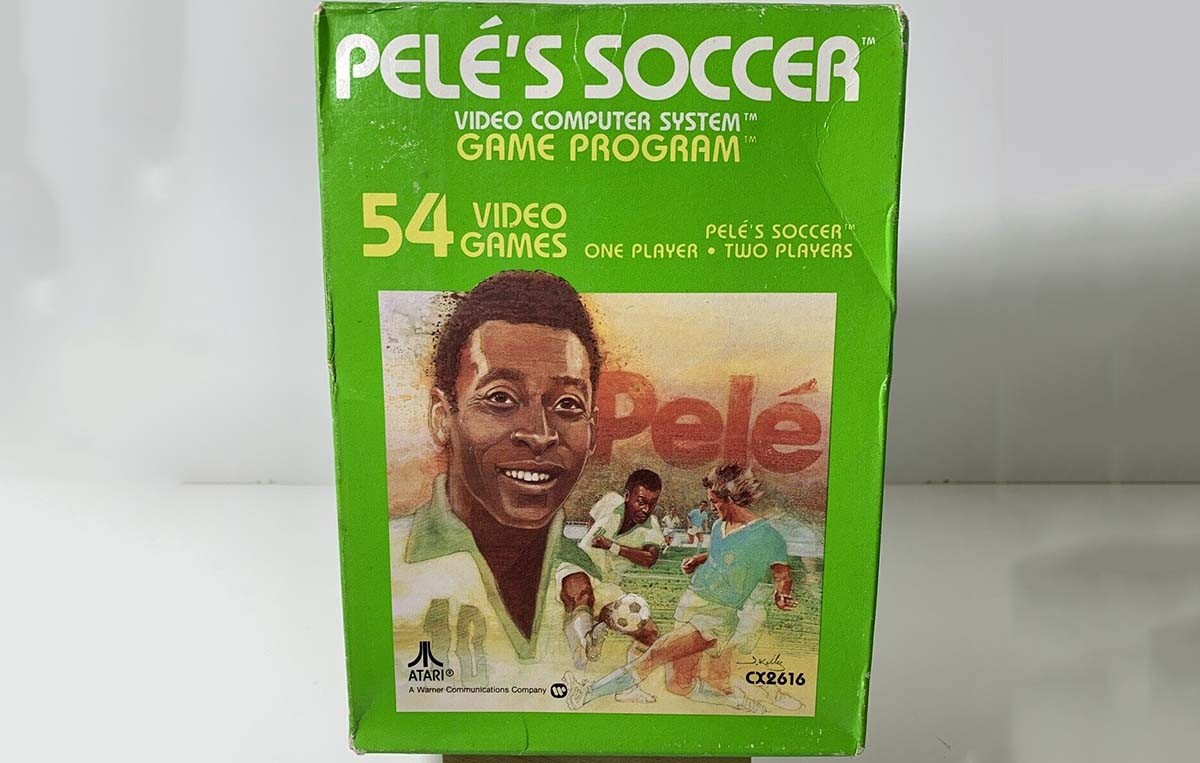 PELÉ'S SOCCER™
VIDEO COMPUTER SYSTEM™
GAME PROGRAM™
54 VIDEO GAMES
PELÉ'S SOCCER™
ONE PLAYER • TWO PLAYERS
Pelé
10
J. Kelly
CX2616
ATARI®
A Warner Communications Company